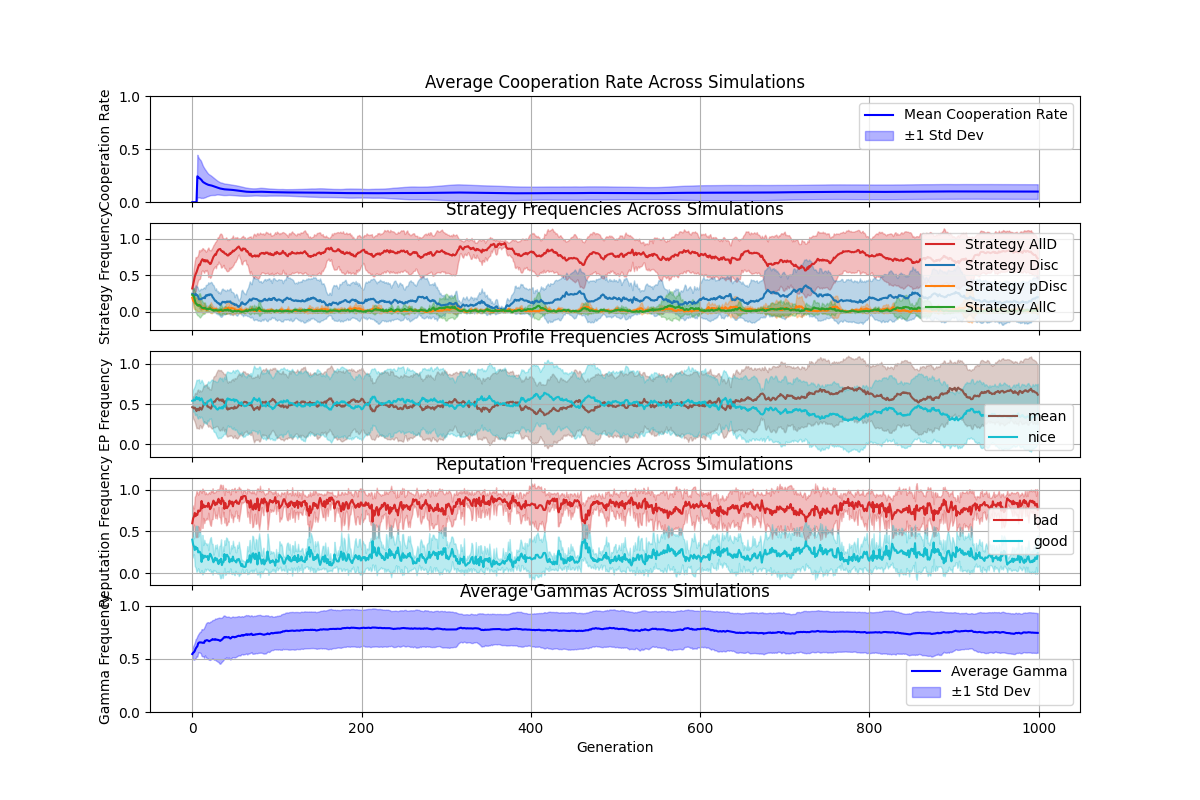 Average Cooperation Rate Across Simulations
Cooperation Rate
1.0
0.5
0.0
Mean Cooperation Rate
±1 Std Dev
Strategy Frequencies Across Simulations
Strategy Frequency
1.0
0.5
0.0
Strategy AllD
Strategy Disc
Strategy pDisc
Strategy AllC
Emotion Profile Frequencies Across Simulations
EP Frequency
1.0
0.5
0.0
mean
nice
Reputation Frequencies Across Simulations
Reputation Frequency
1.0
0.5
0.0
bad
good
Average Gammas Across Simulations
Gamma Frequency
1.0
0.5
0.0
Average Gamma
±1 Std Dev
0 200 400 600 800 1000
Generation